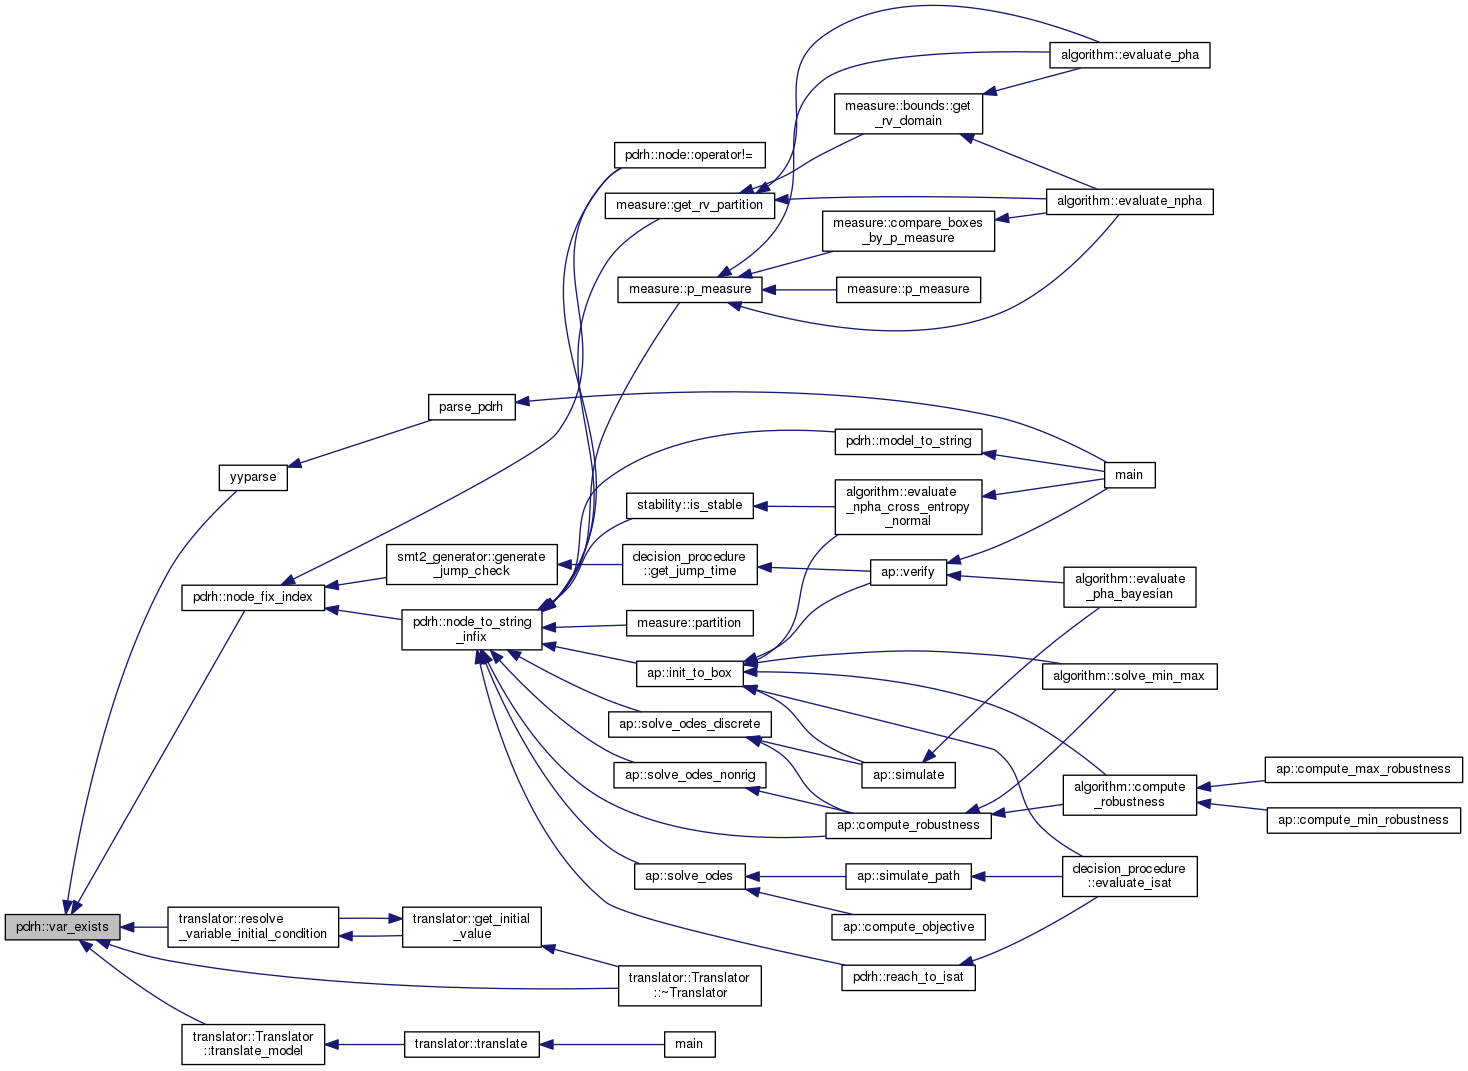 pdrh::var_exists
yyparse
pdrh::node_fix_index
translator::resolve
_variable_initial_condition
translator::Translator
::translate_model
parse_pdrh
smt2_generator::generate
_jump_check
pdrh::node_to_string
_infix
translator::get_initial
_value
translator::translate
pdrh::node::operator!=
measure::get_rv_partition
measure::p_measure
stability::is_stable
decision_procedure
::get_jump_time
measure::partition
ap::init_to_box
ap::solve_odes_discrete
ap::solve_odes_nonrig
ap::solve_odes
translator::Translator
::~Translator
main
measure::bounds::get
_rv_domain
measure::compare_boxes
_by_p_measure
measure::p_measure
pdrh::model_to_string
algorithm::evaluate
_npha_cross_entropy
_normal
ap::verify
ap::simulate
ap::compute_robustness
ap::simulate_path
ap::compute_objective
pdrh::reach_to_isat
algorithm::evaluate_pha
algorithm::evaluate_npha
main
algorithm::evaluate
_pha_bayesian
algorithm::solve_min_max
algorithm::compute
_robustness
decision_procedure
::evaluate_isat
ap::compute_max_robustness
ap::compute_min_robustness